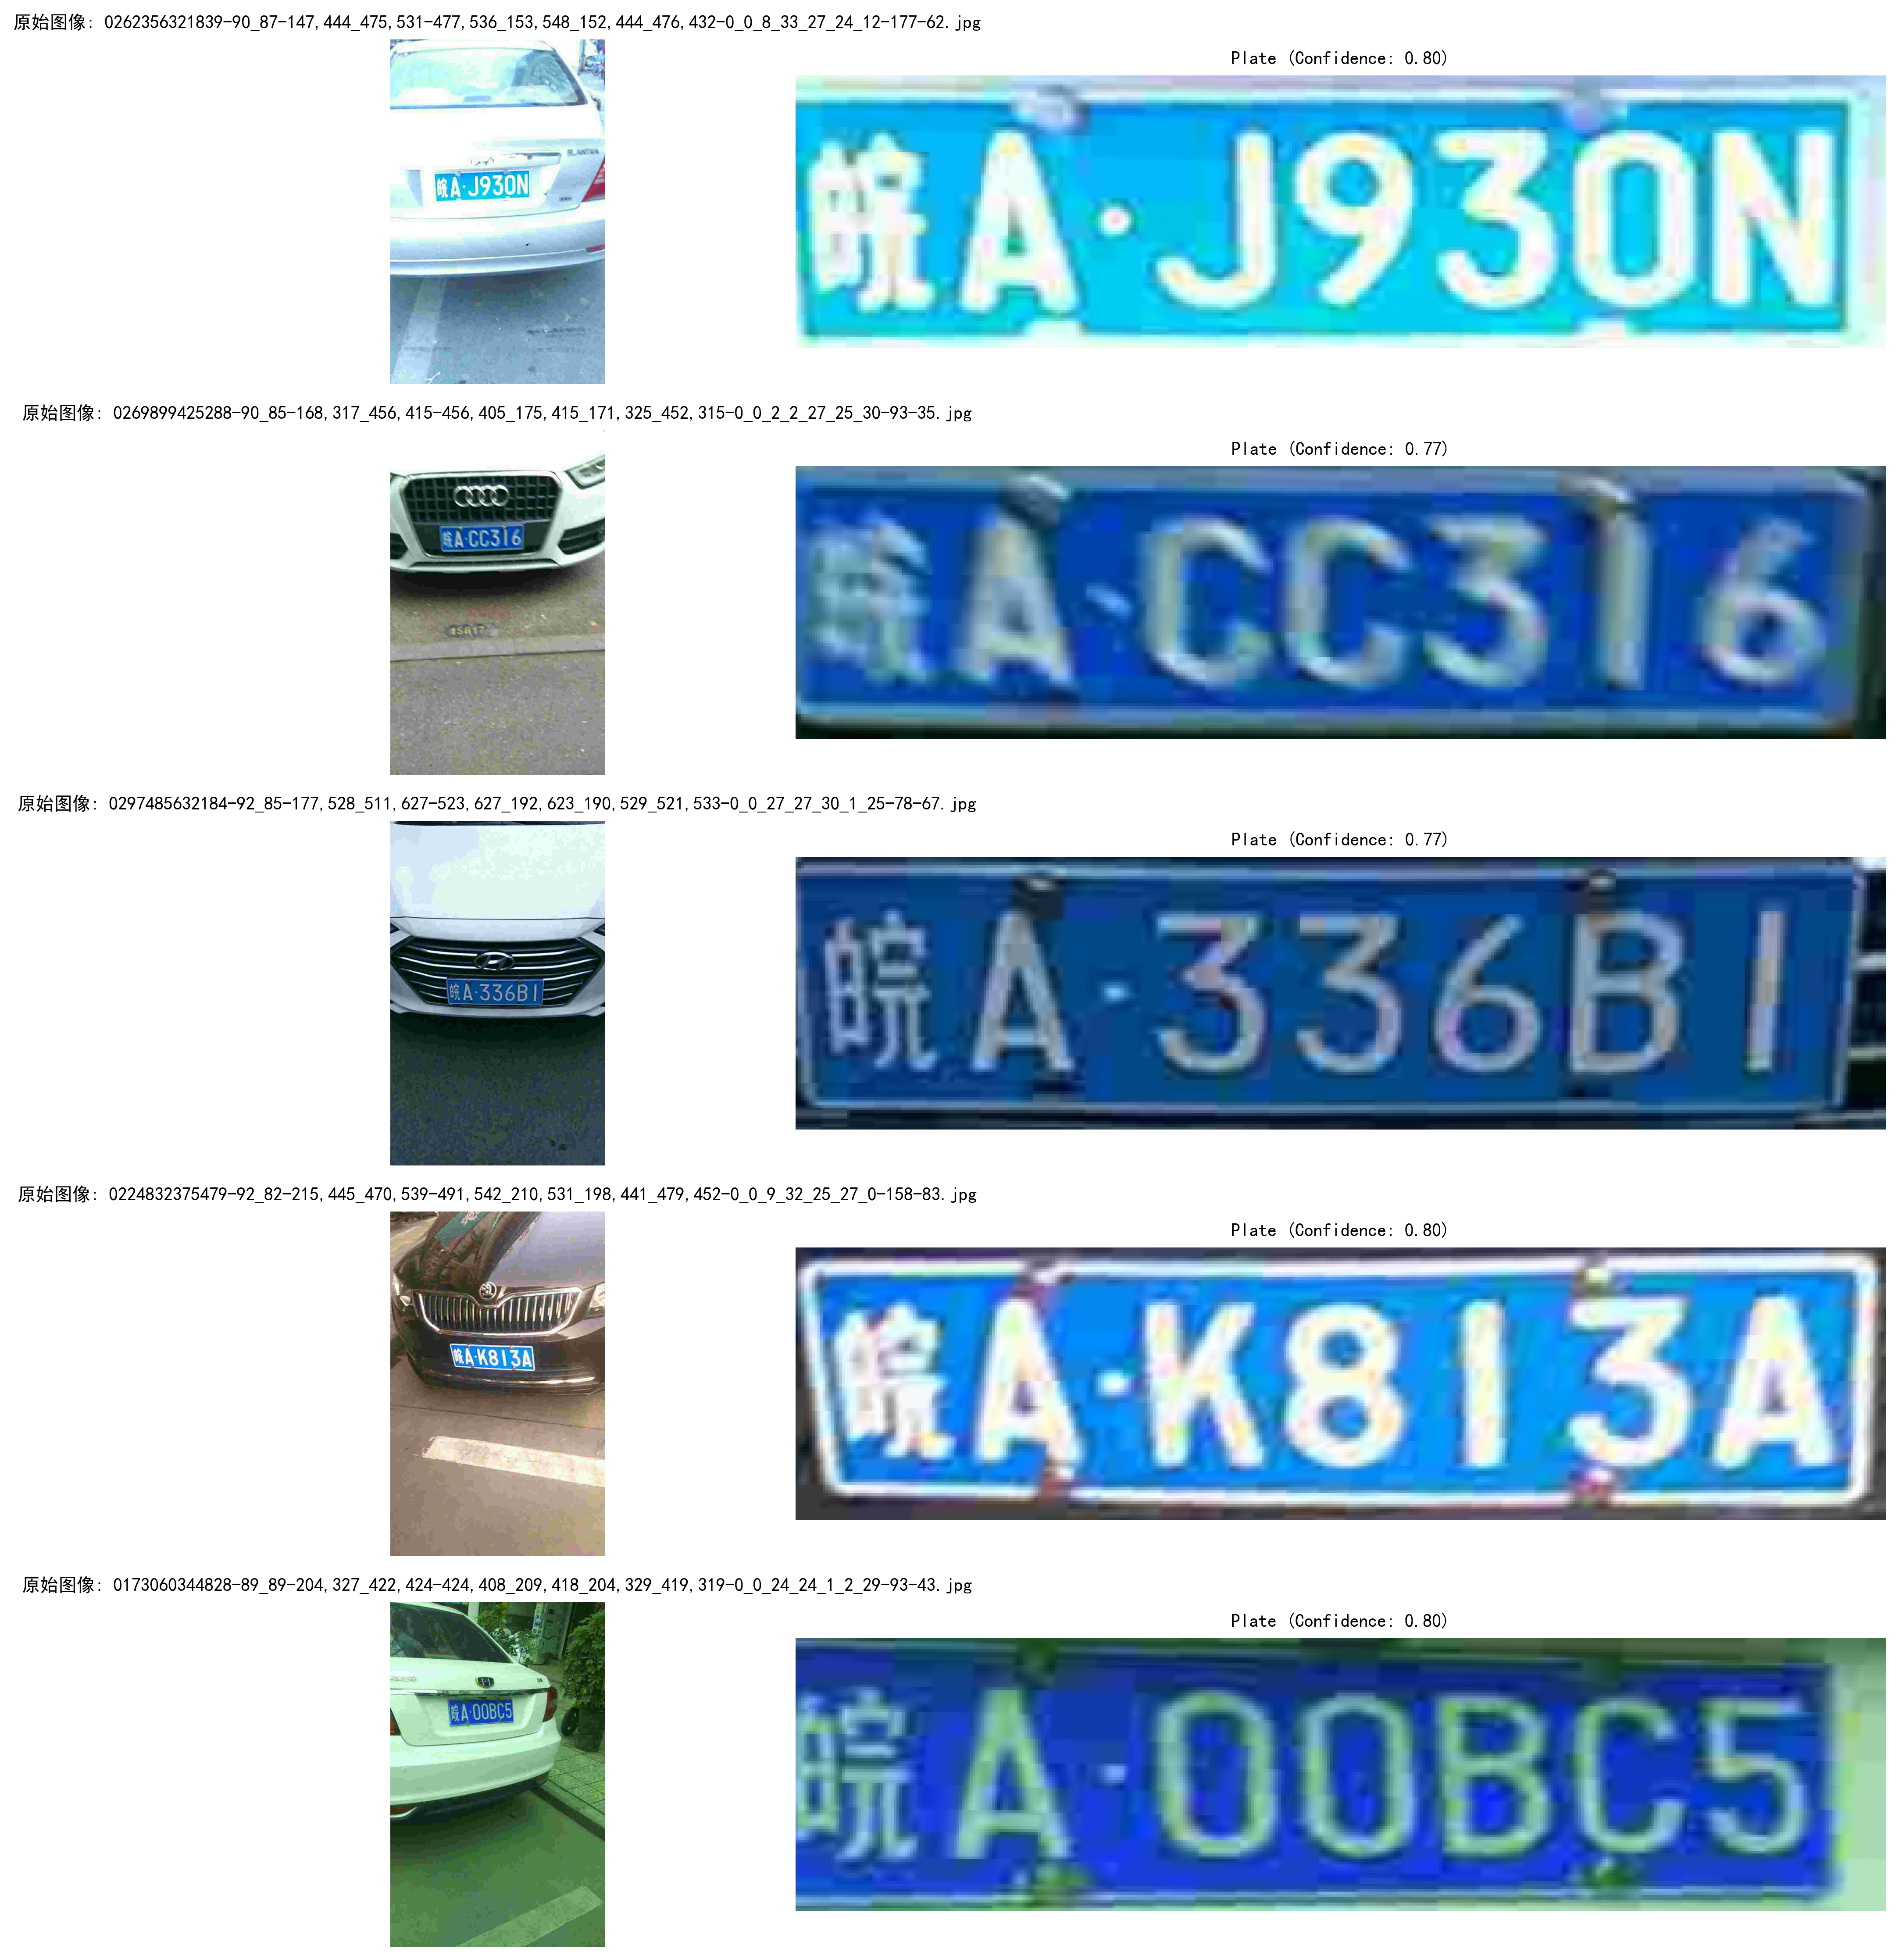 原始图像: 0262356321839-90_87-147,444_475,531-477,536_153,548_152,444_476,432-0_0_8_33_27_24_12-177-62.jpg
Plate (Confidence: 0.80)
ELANTRA
皖A·J930N
皖A·J930N
原始图像: 0269899425288-90_85-168,317_456,415-456,405_175,415_171,325_452,315-0_0_2_2_27_25_30-93-35.jpg
Plate (Confidence: 0.77)
皖A·CC316
皖A·CC316
原始图像: 0297485632184-92_85-177,528_511,627-523,627_192,623_190,529_521,533-0_0_27_27_30_1_25-78-67.jpg
Plate (Confidence: 0.77)
皖A·336B1
皖A·336B1
原始图像: 0224832375479-92_82-215,445_470,539-491,542_210,531_198,441_479,452-0_0_9_32_25_27_0-158-83.jpg
Plate (Confidence: 0.80)
皖A·K813A
皖A·K813A
原始图像: 0173060344828-89_89-204,327_422,424-424,408_209,418_204,329_419,319-0_0_24_24_1_2_29-93-43.jpg
Plate (Confidence: 0.80)
皖A·00BC5
皖A·00BC5